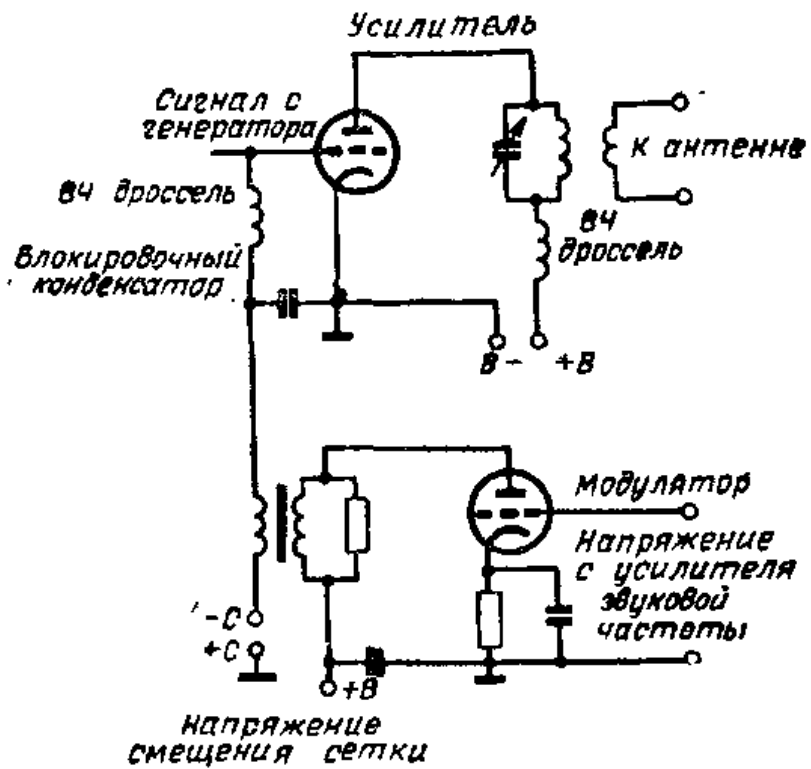 Усилитель
Сигнал с
генератора
к антенне
вч дроссель
вч
дроссель
Блокировочный
конденсатор
В- +В
Модулятор
Напряжение
с усилителя
звуковой
частоты
-С
+С
+В
Напряжение
смещения сетки